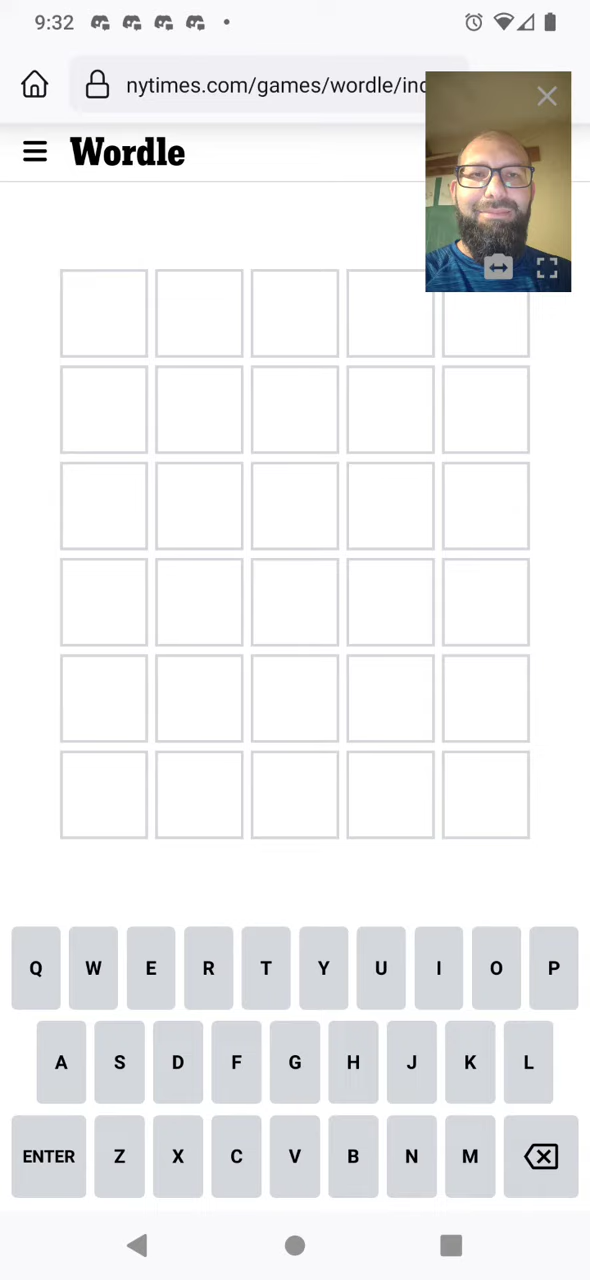 9:32
nytimes.com/games/wordle/ind
Wordle
Q W E R T Y U I O P
A S D F G H J K L
ENTER Z X C V B N M